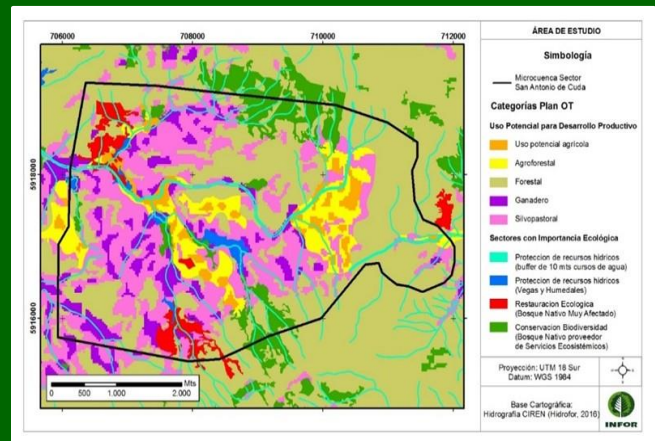 706000
708000
710000
712000
5918000
5916000
0
500
1.000
2.000
Mts
ÁREA DE ESTUDIO
Simbología
Microcuenca Sector
San Antonio de Cuda
Categorías Plan OT
Uso Potencial para Desarrollo Productivo
Uso potencial agrícola
Agroforestal
Forestal
Ganadero
Silvopastoral
Sectores con Importancia Ecológica
Proteccion de recursos hídricos
(buffer de 10 mts cursos de agua)
Protección de recursos hídricos
(Vegas y Humedales)
Restauracion Ecologica
(Bosque Nativo Muy Afectado)
Conservacion Biodiversidad
(Bosque Nativo proveedor
de Servicios Ecosistémicos)
Proyección: UTM 18 Sur
Datum: WGS 1984
Base Cartográfica:
Hidrografía CIREN (Hidrofor, 2016)
INFOR